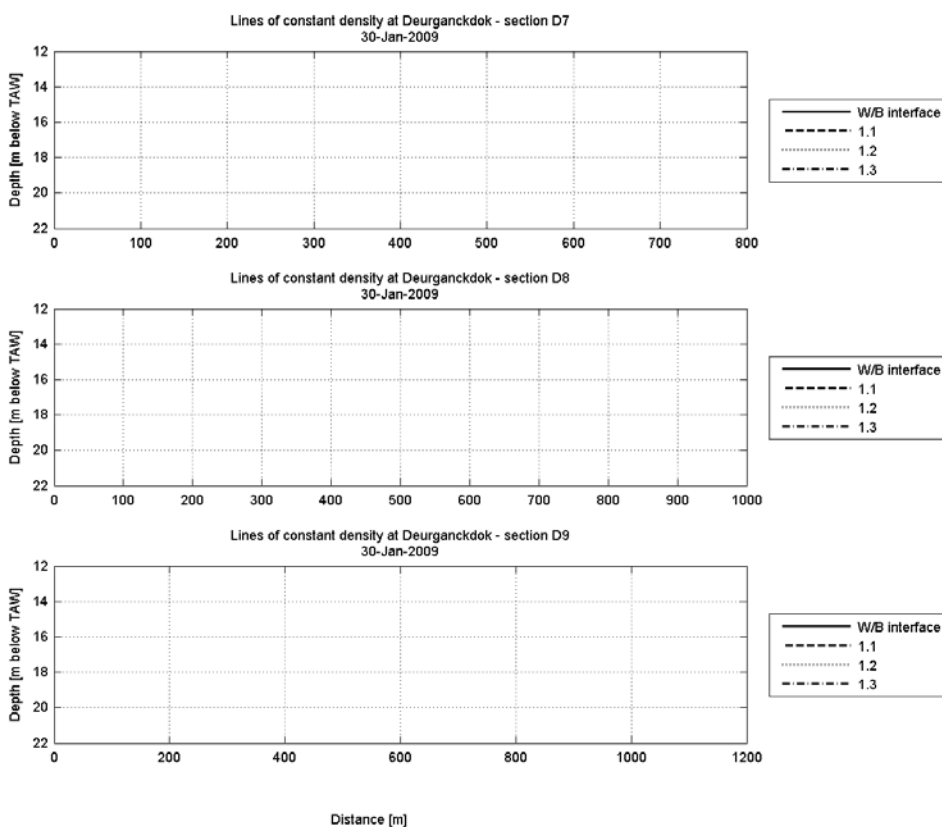 Lines of constant density at Deurganckdok - section D7
30-Jan-2009
Depth [m below TAW]
12
14
16
18
20
22
0 100 200 300 400 500 600 700 800
W/B interface
1.1
1.2
1.3
Lines of constant density at Deurganckdok - section D8
30-Jan-2009
Depth [m below TAW]
12
14
16
18
20
22
0 100 200 300 400 500 600 700 800 900 1000
W/B interface
1.1
1.2
1.3
Lines of constant density at Deurganckdok - section D9
30-Jan-2009
Depth [m below TAW]
12
14
16
18
20
22
0 200 400 600 800 1000 1200
W/B interface
1.1
1.2
1.3
Distance [m]